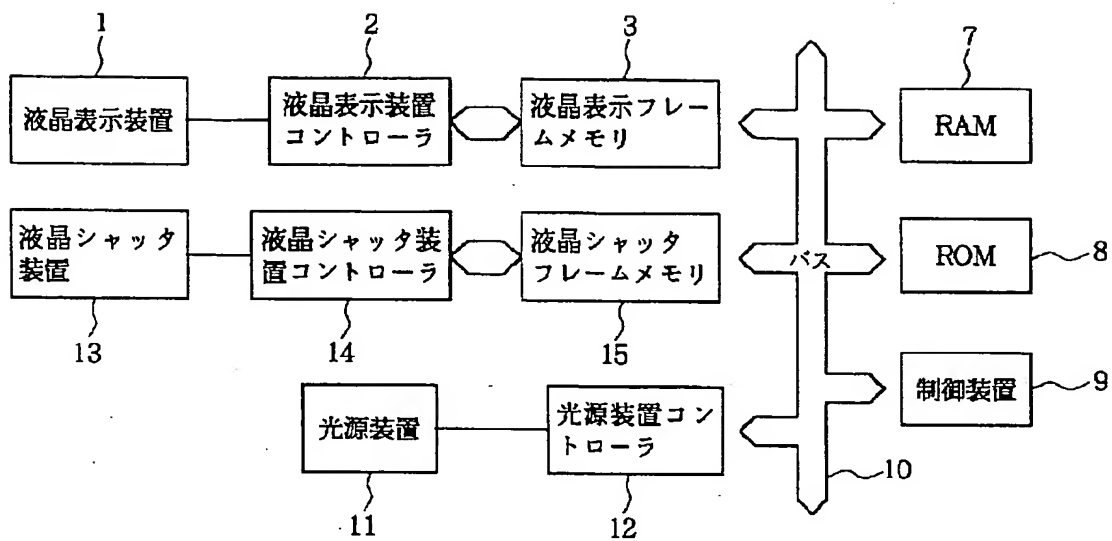 1
2
3
7
液晶表示装置
液晶表示装置
コントローラ
液晶表示フレー
ムメモリ
RAM
液晶シャッタ
装置
液晶シャッタ装
置コントローラ
液晶シャッタ
フレームメモリ
バス
ROM
8
13
14
15
光源装置
光源装置コン
トローラ
制御装置
9
10
11
12